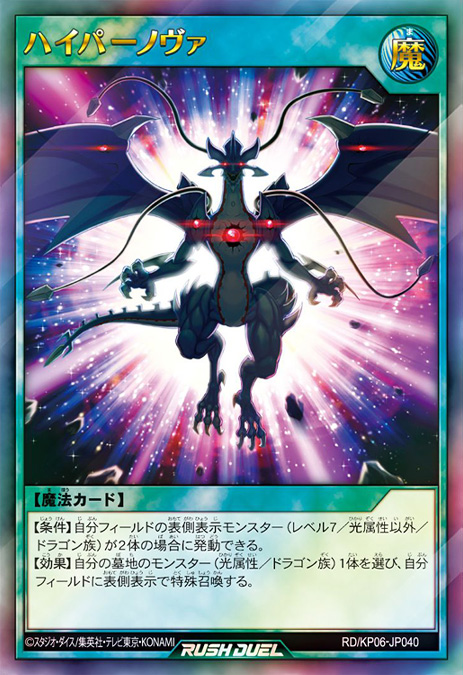 ハイパーノヴァ
魔
【魔法カード】
【条件】自分フィールドの表側表示モンスター(レベル7/光属性以外/
ドラゴン族)が2体の場合に発動できる。
【効果】自分の墓地のモンスター(光属性/ドラゴン族)1体を選び、自分
フィールドに表側表示で特殊召喚する。
©スタジオ・ダイス/集英社・テレビ東京・KONAMI
RUSH DUEL
RD/KP06-JP040